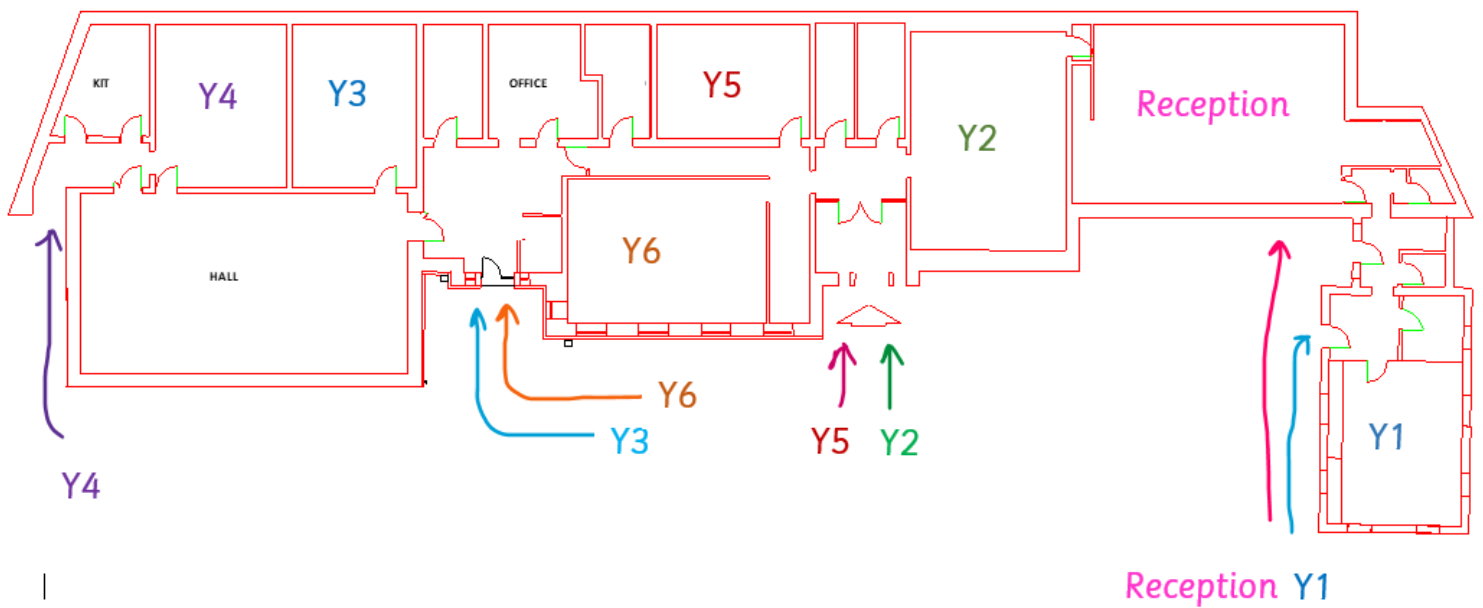 KIT
Y4
Y3
OFFICE
Y5
Y2
Reception
HALL
Y6
Y1
Y6
Y3
Y5
Y2
Y4
Reception Y1